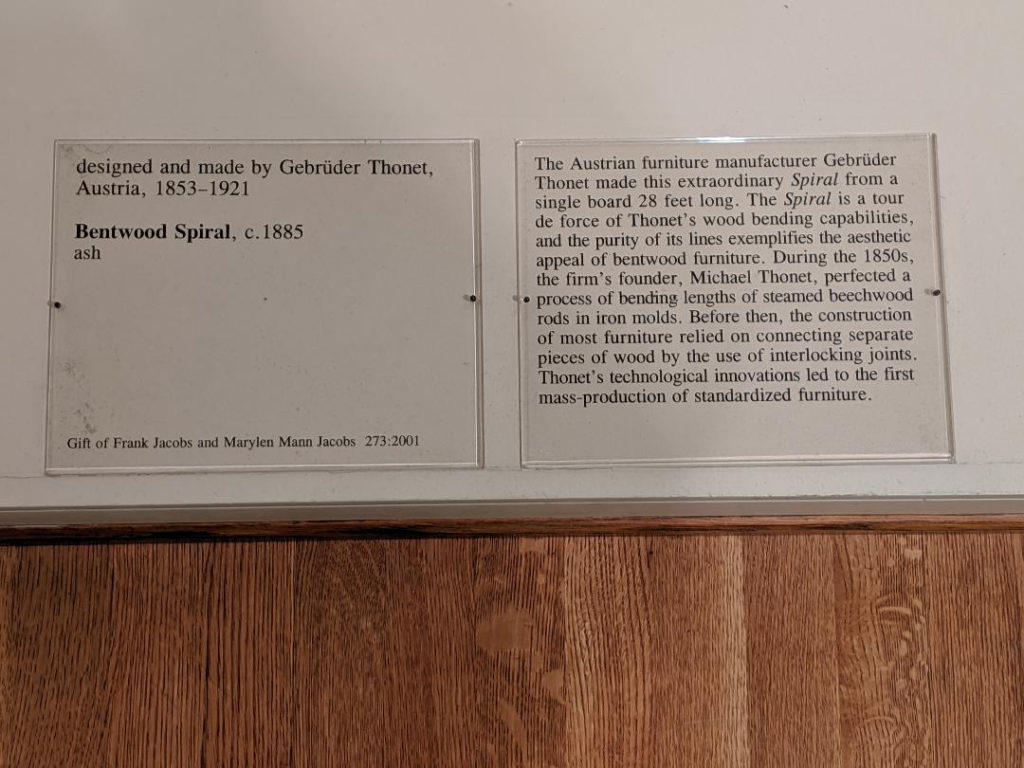 designed and made by Gebrüder Thonet,
Austria, 1853–1921
Bentwood Spiral, c.1885
ash
Gift of Frank Jacobs and Marylen Mann Jacobs 273:2001
The Austrian furniture manufacturer Gebrüder
Thonet made this extraordinary Spiral from a
single board 28 feet long. The Spiral is a tour
de force of Thonet's wood bending capabilities,
and the purity of its lines exemplifies the aesthetic
appeal of bentwood furniture. During the 1850s,
the firm's founder, Michael Thonet, perfected a
process of bending lengths of steamed beechwood
rods in iron molds. Before then, the construction
of most furniture relied on connecting separate
pieces of wood by the use of interlocking joints.
Thonet's technological innovations led to the first
mass-production of standardized furniture.